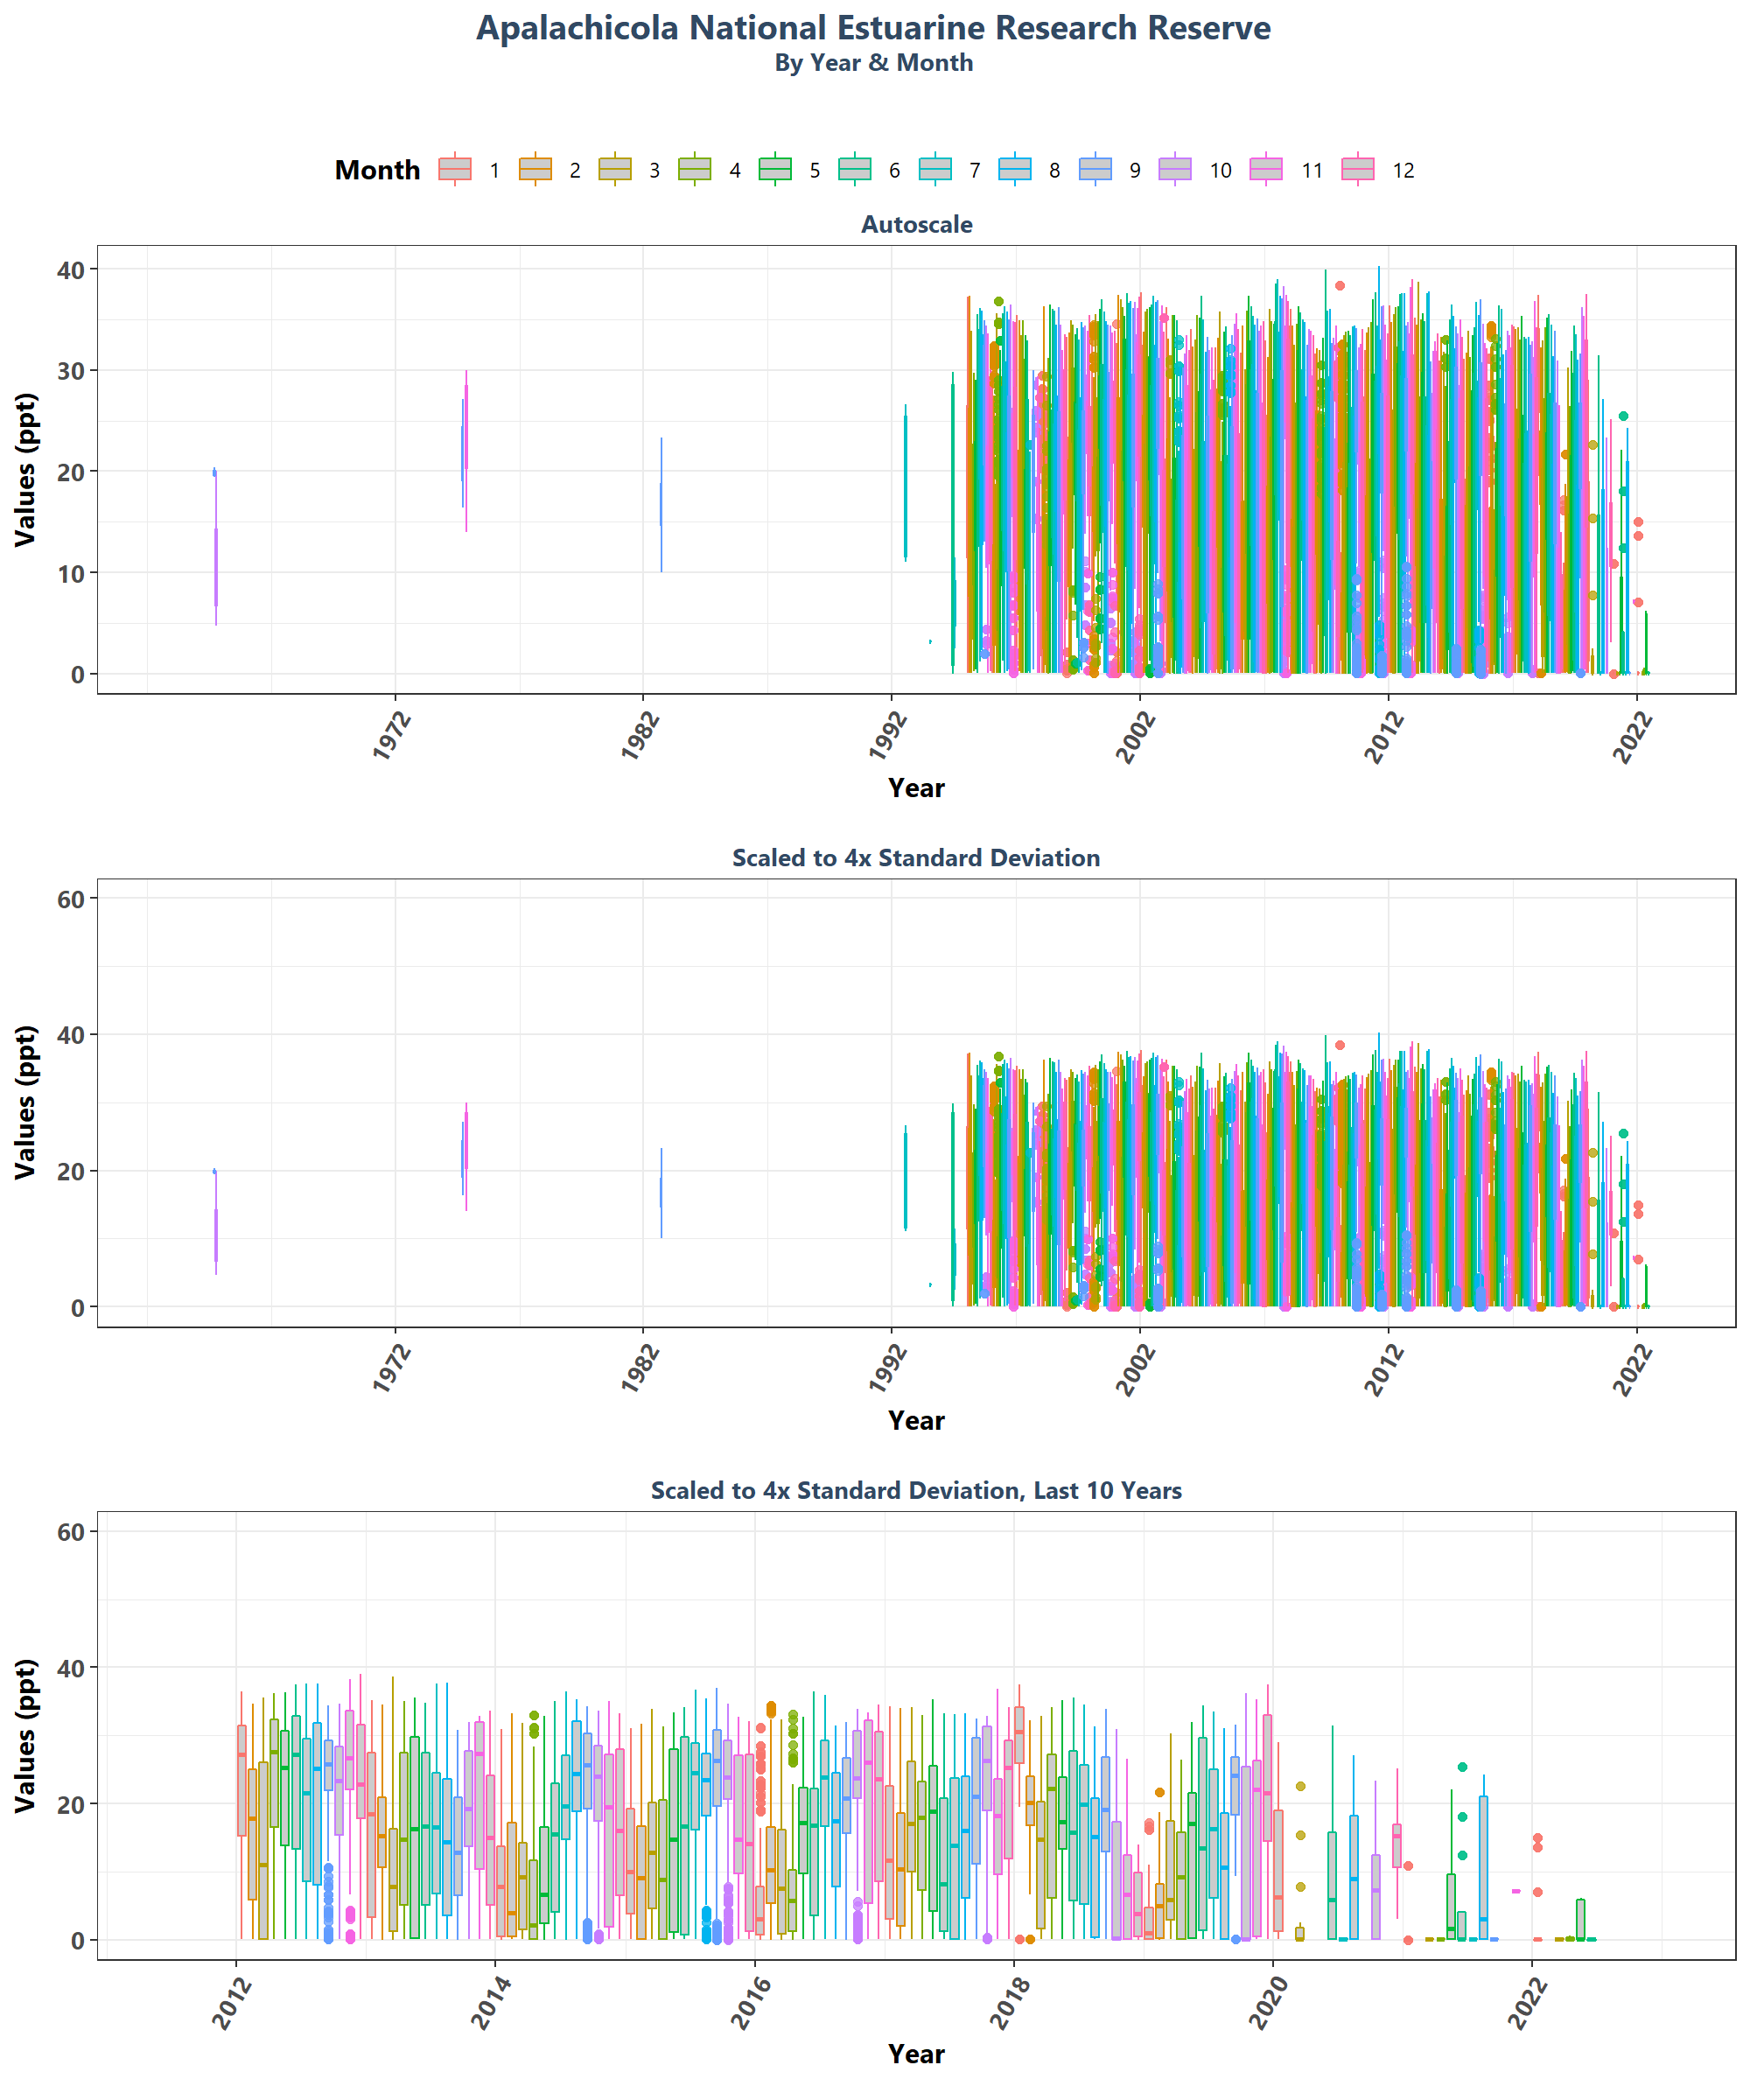 Apalachicola National Estuarine Research Reserve
By Year & Month
Month 1 2 3 4 5 6 7 8 9 10 11 12
Autoscale
Values (ppt)
40
30
20
10
0
1972 1982 1992 2002 2012 2022
Year
Scaled to 4x Standard Deviation
Values (ppt)
60
40
20
0
1972 1982 1992 2002 2012 2022
Year
Scaled to 4x Standard Deviation, Last 10 Years
Values (ppt)
60
40
20
0
2012 2014 2016 2018 2020 2022
Year